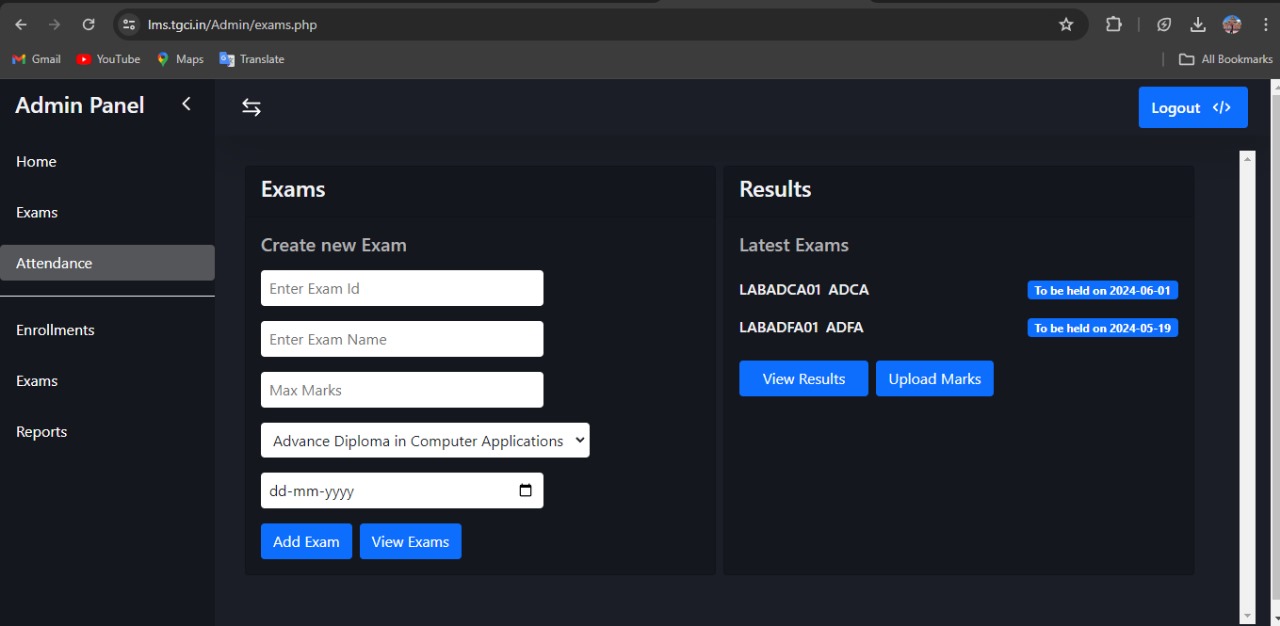 lms.tgci.in/Admin/exams.php
Gmail YouTube Maps Translate All Bookmarks
Admin Panel
Logout </>
Home
Exams
Attendance
Enrollments
Exams
Reports
Exams
Create new Exam
Enter Exam Id
Enter Exam Name
Max Marks
Advance Diploma in Computer Applications
dd-mm-yyyy
Add Exam View Exams
Results
Latest Exams
LABADCA01 ADCA To be held on 2024-06-01
LABADFA01 ADFA To be held on 2024-05-19
View Results Upload Marks